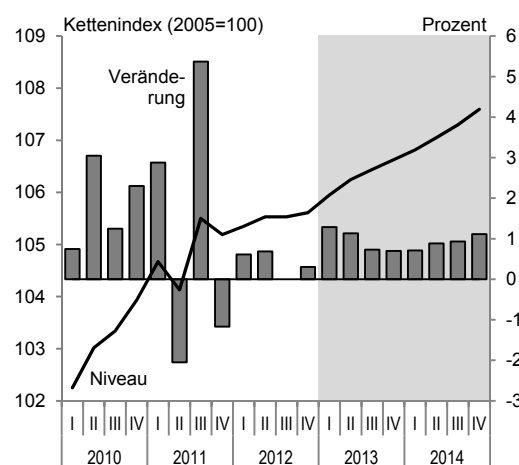 Kettenindex (2005=100) Prozent
109 6
108 5
107 4
106 3
105 2
104 1
103 0
102 -1
-2
-3
Verände-
rung
Niveau
I II III IV I II III IV I II III IV I II III IV I II III IV
2010 2011 2012 2013 2014